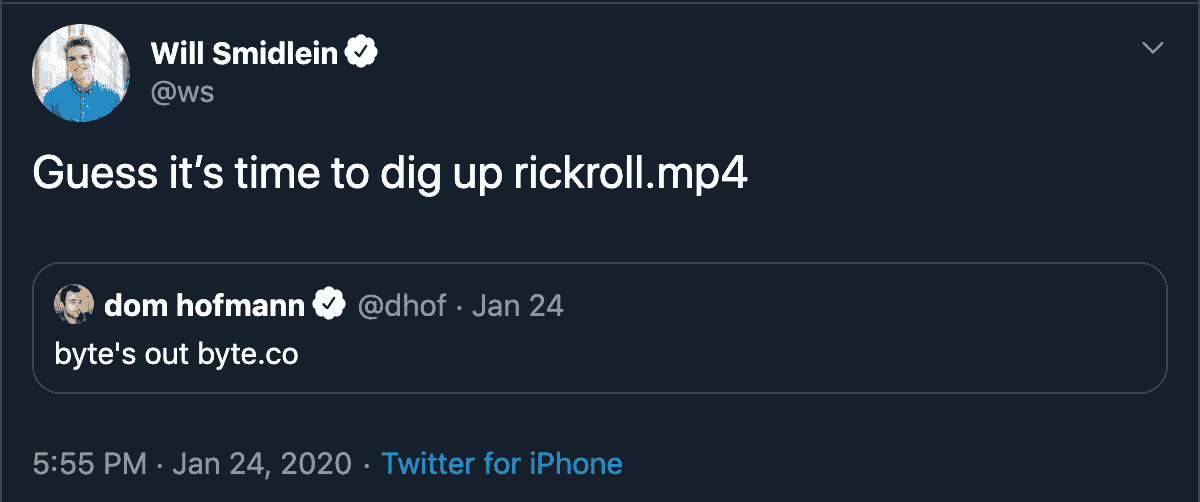 Will Smidlein
@ws
Guess it’s time to dig up rickroll.mp4
dom hofmann @dhof · Jan 24
byte's out byte.co
5:55 PM · Jan 24, 2020 · Twitter for iPhone